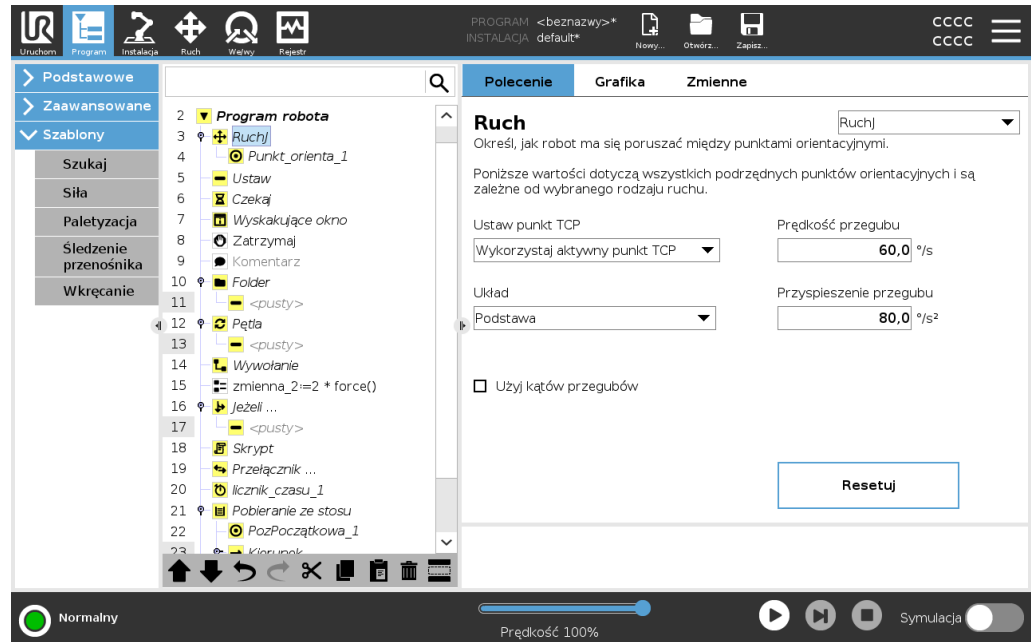 UR
Uruchom
Program
Instalacja
Ruch
We/wy
Rejestr
PROGRAM <beznazwy>*
INSTALACJA default*
Nowy...
Otwórz...
Zapisz...
CCCC
CCCC
Podstawowe
Zaawansowane
Szablony
Szukaj
Siła
Paletyzacja
Śledzenie
przenośnika
Wkręcanie
2 Program robota
3 RuchJ
4 Punkt_orienta_1
5 Ustaw
6 Czekaj
7 Wyskakujące okno
8 Zatrzymaj
9 Komentarz
10 Folder
11 <pusty>
12 Pętla
13 <pusty>
14 Wywołanie
15 zmienna_2:=2 * force()
16 Jeżeli ...
17 <pusty>
18 Skrypt
19 Przełącznik ...
20 licznik_czasu_1
21 Pobieranie ze stosu
22 PozPoczątkowa_1
23 Kierunek
Polecenie
Grafika
Zmienne
Ruch
RuchJ
Określ, jak robot ma się poruszać między punktami orientacyjnymi.
Poniższe wartości dotyczą wszystkich podrzędnych punktów orientacyjnych i są
zależne od wybranego rodzaju ruchu.
Ustaw punkt TCP
Prędkość przegubu
Wykorzystaj aktywny punkt TCP
60,0 °/s
Układ
Przyspieszenie przegubu
Podstawa
80,0 °/s²
Użyj kątów przegubów
Resetuj
Normalny
Prędkość 100%
Symulacja